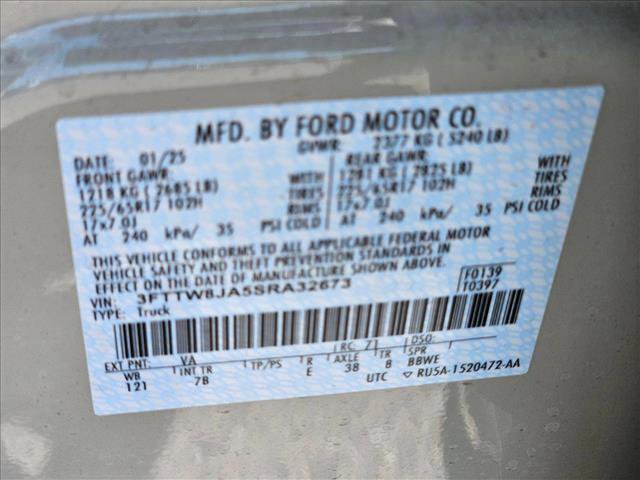 MFD. BY FORD MOTOR CO.
DATE: 01/25 GVWR: 2377 KG ( 5240 LB)
FRONT GAWR: REAR GAWR:
1218 KG ( 2685 LB) WITH 1281 KG ( 2825 LB) WITH
225/65R17 102H TIRES 225/65R17 102H TIRES
17x7.0J RIMS 17x7.0J RIMS
AT 240 kPa/ 35 PSI COLD AT 240 kPa/ 35 PSI COLD
THIS VEHICLE CONFORMS TO ALL APPLICABLE FEDERAL MOTOR
VEHICLE SAFETY AND THEFT PREVENTION STANDARDS IN EFFECT
ON THE DATE OF MANUFACTURE SHOWN ABOVE.
VIN: 3FTTW8JA5SRA32673 F0139
TYPE: Truck T0397
EXT PNT: VA RC: 71 DSO:
WB INT TR TP/PS R AXLE TR SPR
121 7B E 38 8 BBWE
UTC ▽ RU5A-1520472-AA